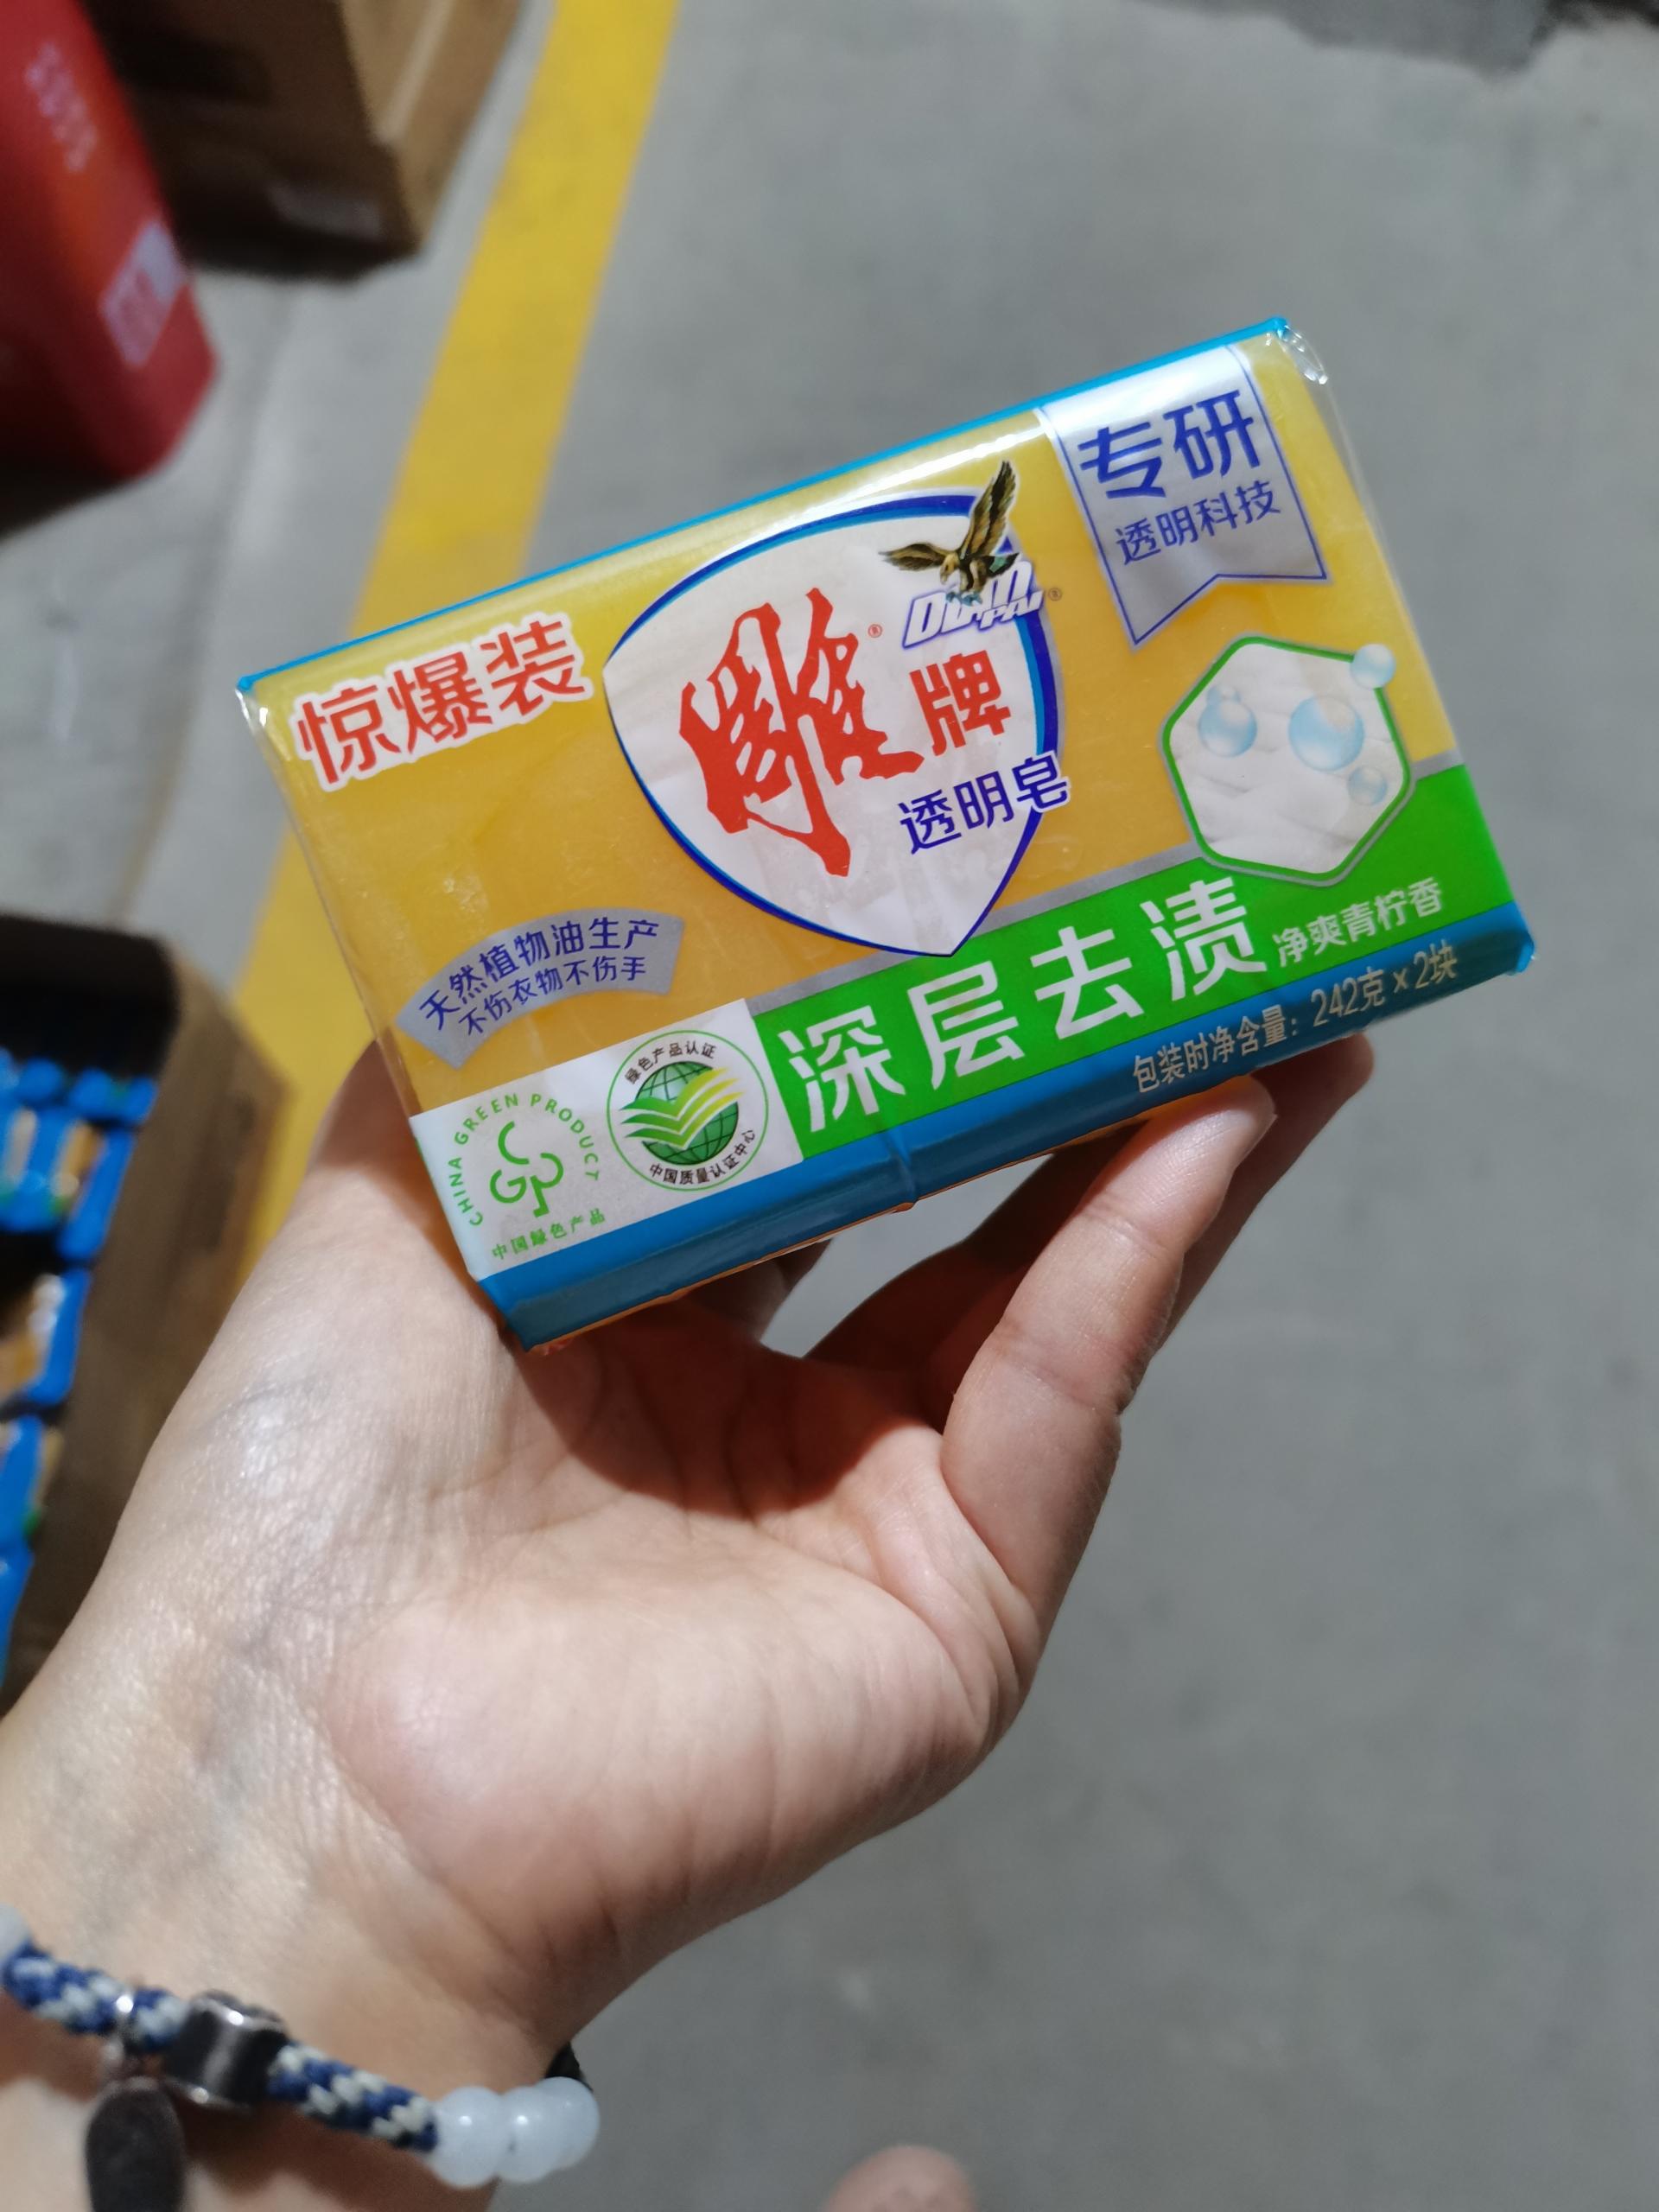 专研
透明科技
惊爆装
雕®
DIAO PAI®
牌
透明皂
天然植物油生产
不伤衣物不伤手
深层去渍
净爽青柠香
包装时净含量：242克×2块
CHINA GREEN PRODUCT
CGP
中国绿色产品
绿色产品认证
中国质量认证中心